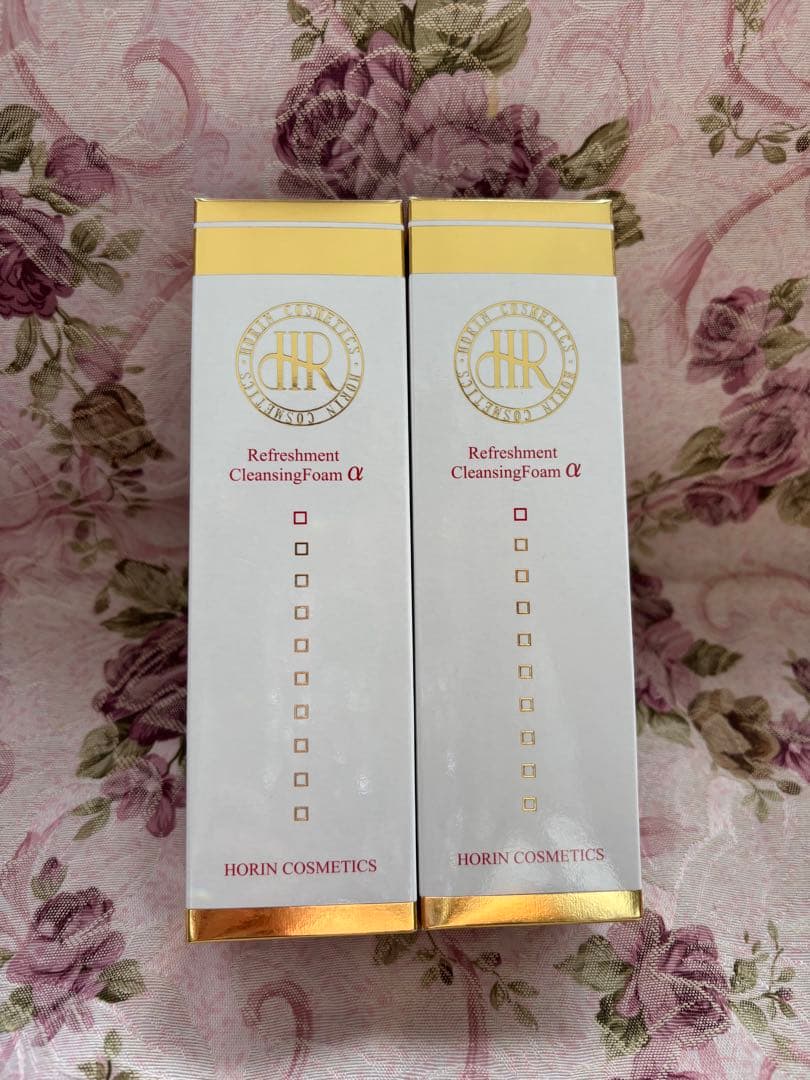 HORIN COSMETICS · HORIN COSMETICS ·
HR
Refreshment
CleansingFoam α
HORIN COSMETICS
HORIN COSMETICS · HORIN COSMETICS ·
HR
Refreshment
CleansingFoam α
HORIN COSMETICS